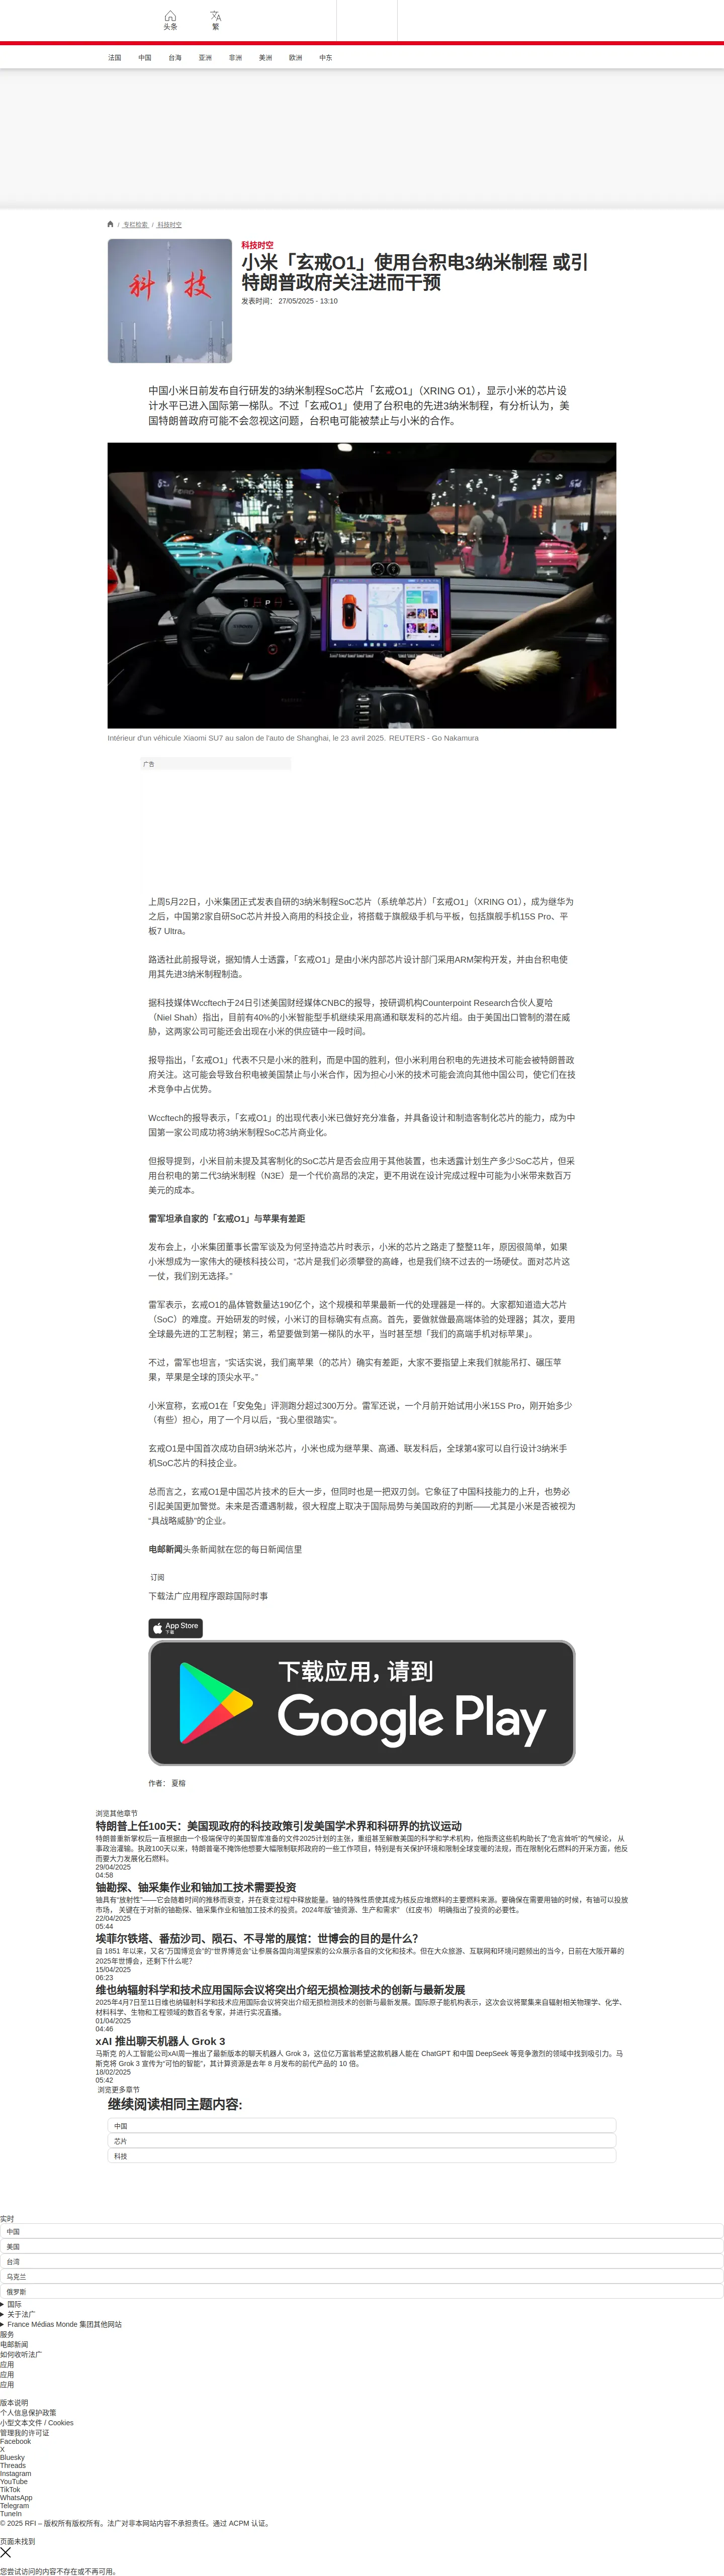 头条
繁
法国 中国 台海 亚洲 非洲 美洲 欧洲 中东
/ 专栏检索 / 科技时空
科 技
科技时空
小米「玄戒O1」使用台积电3纳米制程 或引
特朗普政府关注进而干预
发表时间： 27/05/2025 - 13:10
中国小米日前发布自行研发的3纳米制程SoC芯片「玄戒O1」（XRING O1），显示小米的芯片设
计水平已进入国际第一梯队。不过「玄戒O1」使用了台积电的先进3纳米制程，有分析认为，美
国特朗普政府可能不会忽视这问题，台积电可能被禁止与小米的合作。
Intérieur d'un véhicule Xiaomi SU7 au salon de l'auto de Shanghai, le 23 avril 2025. REUTERS - Go Nakamura
广告
上周5月22日，小米集团正式发表自研的3纳米制程SoC芯片（系统单芯片）「玄戒O1」（XRING O1），成为继华为
之后，中国第2家自研SoC芯片并投入商用的科技企业，将搭载于旗舰级手机与平板，包括旗舰手机15S Pro、平
板7 Ultra。
路透社此前报导说，据知情人士透露，「玄戒O1」是由小米内部芯片设计部门采用ARM架构开发，并由台积电使
用其先进3纳米制程制造。
据科技媒体Wccftech于24日引述美国财经媒体CNBC的报导，按研调机构Counterpoint Research合伙人夏哈
（Niel Shah）指出，目前有40%的小米智能型手机继续采用高通和联发科的芯片组。由于美国出口管制的潜在威
胁，这两家公司可能还会出现在小米的供应链中一段时间。
报导指出，「玄戒O1」代表不只是小米的胜利，而是中国的胜利，但小米利用台积电的先进技术可能会被特朗普政
府关注。这可能会导致台积电被美国禁止与小米合作，因为担心小米的技术可能会流向其他中国公司，使它们在技
术竞争中占优势。
Wccftech的报导表示，「玄戒O1」的出现代表小米已做好充分准备，并具备设计和制造客制化芯片的能力，成为中
国第一家公司成功将3纳米制程SoC芯片商业化。
但报导提到，小米目前未提及其客制化的SoC芯片是否会应用于其他装置，也未透露计划生产多少SoC芯片，但采
用台积电的第二代3纳米制程（N3E）是一个代价高昂的决定，更不用说在设计完成过程中可能为小米带来数百万
美元的成本。
雷军坦承自家的「玄戒O1」与苹果有差距
发布会上，小米集团董事长雷军谈及为何坚持造芯片时表示，小米的芯片之路走了整整11年，原因很简单，如果
小米想成为一家伟大的硬核科技公司，“芯片是我们必须攀登的高峰，也是我们绕不过去的一场硬仗。面对芯片这
一仗，我们别无选择。”
雷军表示，玄戒O1的晶体管数量达190亿个，这个规模和苹果最新一代的处理器是一样的。大家都知道造大芯片
（SoC）的难度。开始研发的时候，小米订的目标确实有点高。首先，要做就做最高端体验的处理器；其次，要用
全球最先进的工艺制程；第三，希望要做到第一梯队的水平，当时甚至想「我们的高端手机对标苹果」。
不过，雷军也坦言，“实话实说，我们离苹果（的芯片）确实有差距，大家不要指望上来我们就能吊打、碾压苹
果，苹果是全球的顶尖水平。”
小米宣称，玄戒O1在「安兔兔」评测跑分超过300万分。雷军还说，一个月前开始试用小米15S Pro，刚开始多少
（有些）担心，用了一个月以后，“我心里很踏实”。
玄戒O1是中国首次成功自研3纳米芯片，小米也成为继苹果、高通、联发科后，全球第4家可以自行设计3纳米手
机SoC芯片的科技企业。
总而言之，玄戒O1是中国芯片技术的巨大一步，但同时也是一把双刃剑。它象征了中国科技能力的上升，也势必
引起美国更加警觉。未来是否遭遇制裁，很大程度上取决于国际局势与美国政府的判断——尤其是小米是否被视为
“具战略威胁”的企业。
电邮新闻头条新闻就在您的每日新闻信里
订阅
下载法广应用程序跟踪国际时事
App Store
下载
下载应用，请到
Google Play
作者： 夏榕
浏览其他章节
特朗普上任100天：美国现政府的科技政策引发美国学术界和科研界的抗议运动
特朗普重新掌权后一直根据由一个极端保守的美国智库准备的文件2025计划的主张，重组甚至解散美国的科学和学术机构，他指责这些机构助长了“危言耸听”的气候论， 从
事政治灌输。执政100天以来，特朗普毫不掩饰他想要大幅限制联邦政府的一些工作项目，特别是有关保护环境和限制全球变暖的法规，而在限制化石燃料的开采方面，他反
而要大力发展化石燃料。
29/04/2025
04:58
铀勘探、铀采集作业和铀加工技术需要投资
铀具有“放射性”——它会随着时间的推移而衰变，并在衰变过程中释放能量。铀的特殊性质使其成为核反应堆燃料的主要燃料来源。要确保在需要用铀的时候，有铀可以投放
市场， 关键在于对新的铀勘探、铀采集作业和铀加工技术的投资。2024年版“铀资源、生产和需求” （红皮书） 明确指出了投资的必要性。
22/04/2025
05:44
埃菲尔铁塔、番茄沙司、陨石、不寻常的展馆：世博会的目的是什么？
自 1851 年以来，又名“万国博览会”的“世界博览会”让参展各国向渴望探索的公众展示各自的文化和技术。但在大众旅游、互联网和环境问题频出的当今，日前在大阪开幕的
2025年世博会，还剩下什么呢？
15/04/2025
06:23
维也纳辐射科学和技术应用国际会议将突出介绍无损检测技术的创新与最新发展
2025年4月7日至11日维也纳辐射科学和技术应用国际会议将突出介绍无损检测技术的创新与最新发展。国际原子能机构表示，这次会议将聚集来自辐射相关物理学、化学、
材料科学、生物和工程领域的数百名专家，并进行实况直播。
01/04/2025
04:46
xAI 推出聊天机器人 Grok 3
马斯克 的人工智能公司xAI周一推出了最新版本的聊天机器人 Grok 3，这位亿万富翁希望这款机器人能在 ChatGPT 和中国 DeepSeek 等竞争激烈的领域中找到吸引力。马
斯克将 Grok 3 宣传为“可怕的智能”，其计算资源是去年 8 月发布的前代产品的 10 倍。
18/02/2025
05:42
浏览更多章节
继续阅读相同主题内容:
中国
芯片
科技
实时
中国
美国
台湾
乌克兰
俄罗斯
国际
关于法广
France Médias Monde 集团其他网站
服务
电邮新闻
如何收听法广
应用
应用
应用
版本说明
个人信息保护政策
小型文本文件 / Cookies
管理我的许可证
Facebook
X
Bluesky
Threads
Instagram
YouTube
TikTok
WhatsApp
Telegram
TuneIn
© 2025 RFI – 版权所有版权所有。法广对非本网站内容不承担责任。通过 ACPM 认证。
页面未找到
您尝试访问的内容不存在或不再可用。